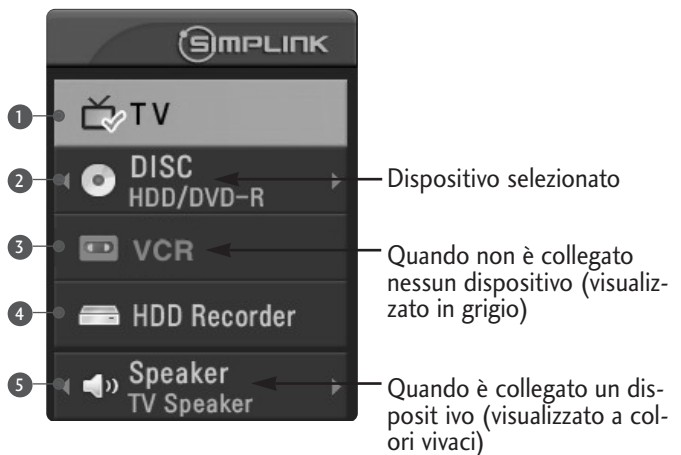 SIMPLINK
1 TV
2 DISC
HDD/DVD-R
Dispositivo selezionato
3 VCR
Quando non è collegato
nessun dispositivo (visualiz-
zato in grigio)
4 HDD Recorder
5 Speaker
TV Speaker
Quando è collegato un dis-
posit ivo (visualizzato a col-
ori vivaci)